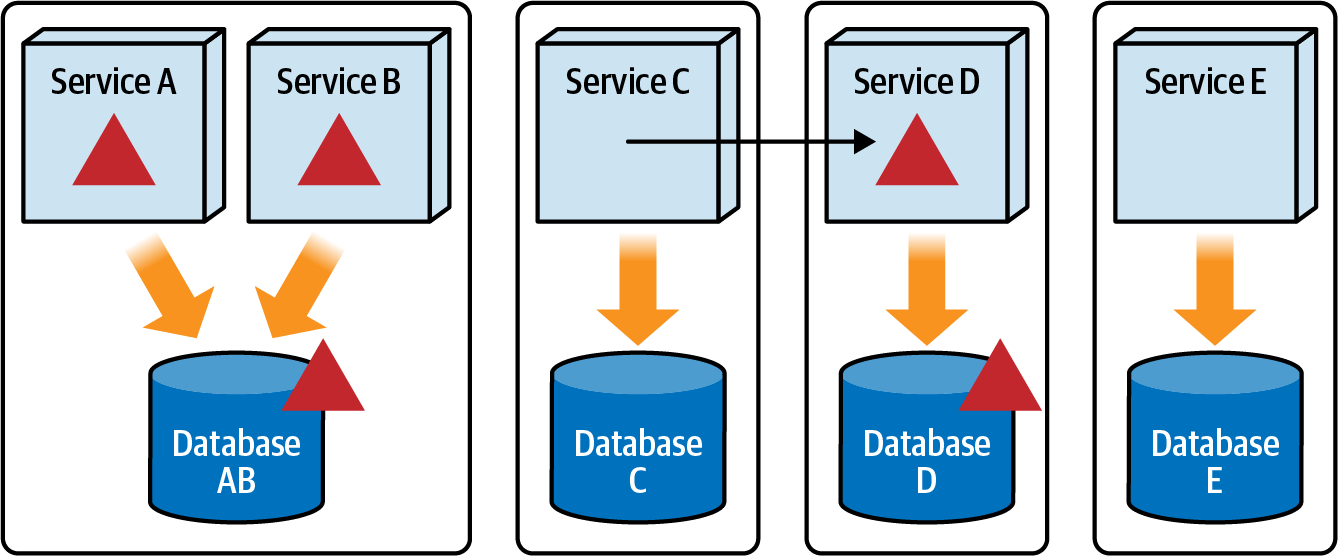 Service A
Service B
Service C
Service D
Service E
Database
AB
Database
C
Database
D
Database
E